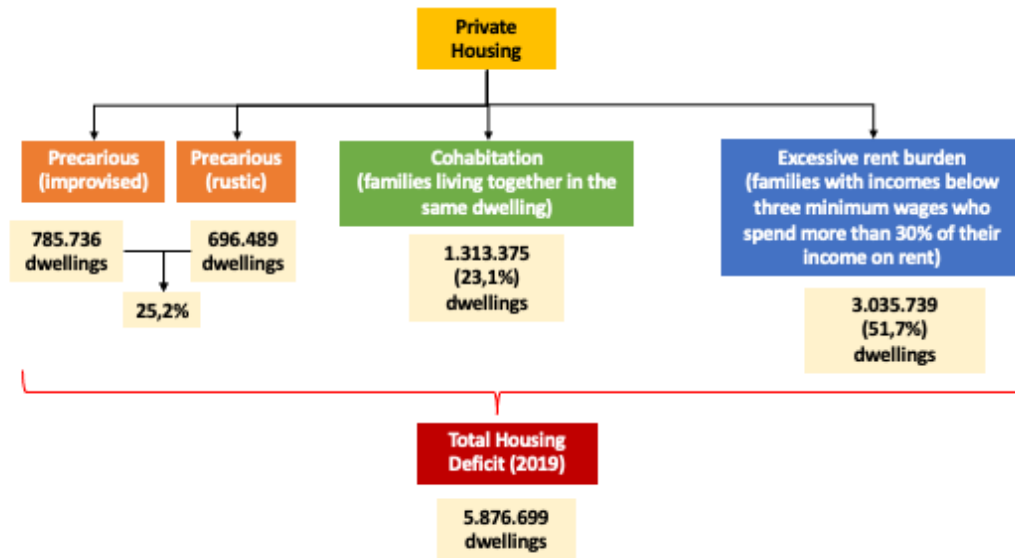 Private
Housing
Precarious
(improvised)
Precarious
(rustic)
Cohabitation
(families living together in the
same dwelling)
Excessive rent burden
(families with incomes below
three minimum wages who
spend more than 30% of their
income on rent)
785.736
dwellings
696.489
dwellings
25,2%
1.313.375
(23,1%)
dwellings
3.035.739
(51,7%)
dwellings
Total Housing
Deficit (2019)
5.876.699
dwellings